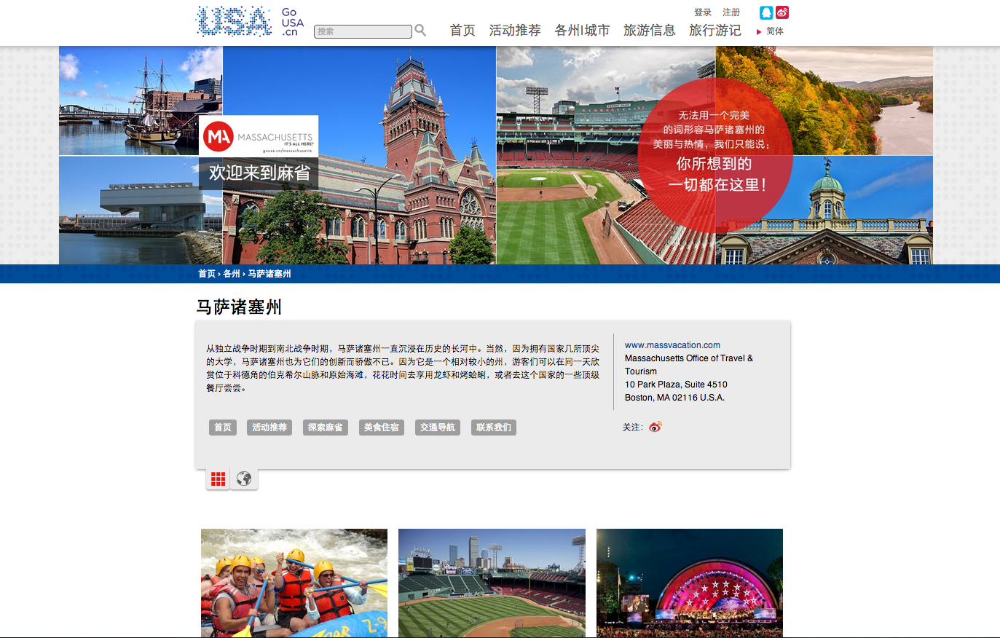 USA
Go
USA
.cn
搜索
登录 注册
首页 活动推荐 各州I城市 旅游信息 旅行游记
简体
MA MASSACHUSETTS
IT'S ALL HERE?
gousa.cn/massachusetts
欢迎来到麻省
FENWAY PARK
无法用一个完美
的词形容马萨诸塞州的
美丽与热情，我们只能说：
你所想到的
一切都在这里！
首页 › 各州 › 马萨诸塞州
马萨诸塞州
从独立战争时期到南北战争时期，马萨诸塞州一直沉浸在历史的长河中。当然，因为拥有国家几所顶尖
的大学，马萨诸塞州也为它们的创新而骄傲不已。因为它是一个相对较小的州，游客们可以在同一天欣
赏位于科德角的伯克希尔山脉和原始海滩，花花时间去享用龙虾和烤蛤蜊，或者去这个国家的一些顶级
餐厅尝尝。
www.massvacation.com
Massachusetts Office of Travel &
Tourism
10 Park Plaza, Suite 4510
Boston, MA 02116 U.S.A.
首页 活动推荐 探索麻省 美食住宿 交通导航 联系我们
关注：
ZOAR Z-9